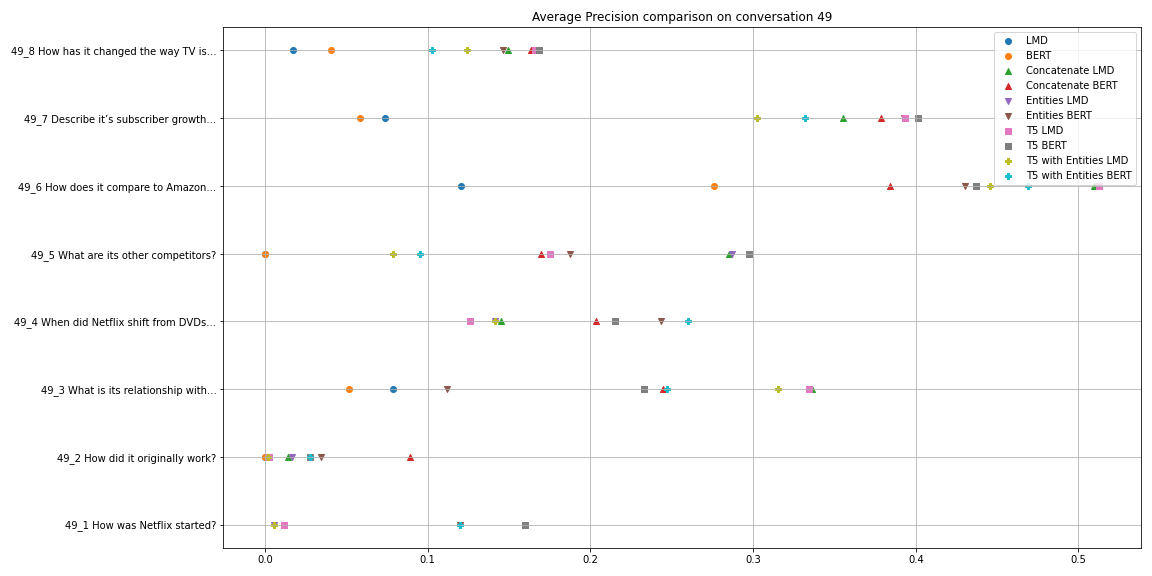 Average Precision comparison on conversation 49
49_8 How has it changed the way TV is...
49_7 Describe it’s subscriber growth...
49_6 How does it compare to Amazon...
49_5 What are its other competitors?
49_4 When did Netflix shift from DVDs...
49_3 What is its relationship with...
49_2 How did it originally work?
49_1 How was Netflix started?
LMD
BERT
Concatenate LMD
Concatenate BERT
Entities LMD
Entities BERT
T5 LMD
T5 BERT
T5 with Entities LMD
T5 with Entities BERT
0.0 0.1 0.2 0.3 0.4 0.5